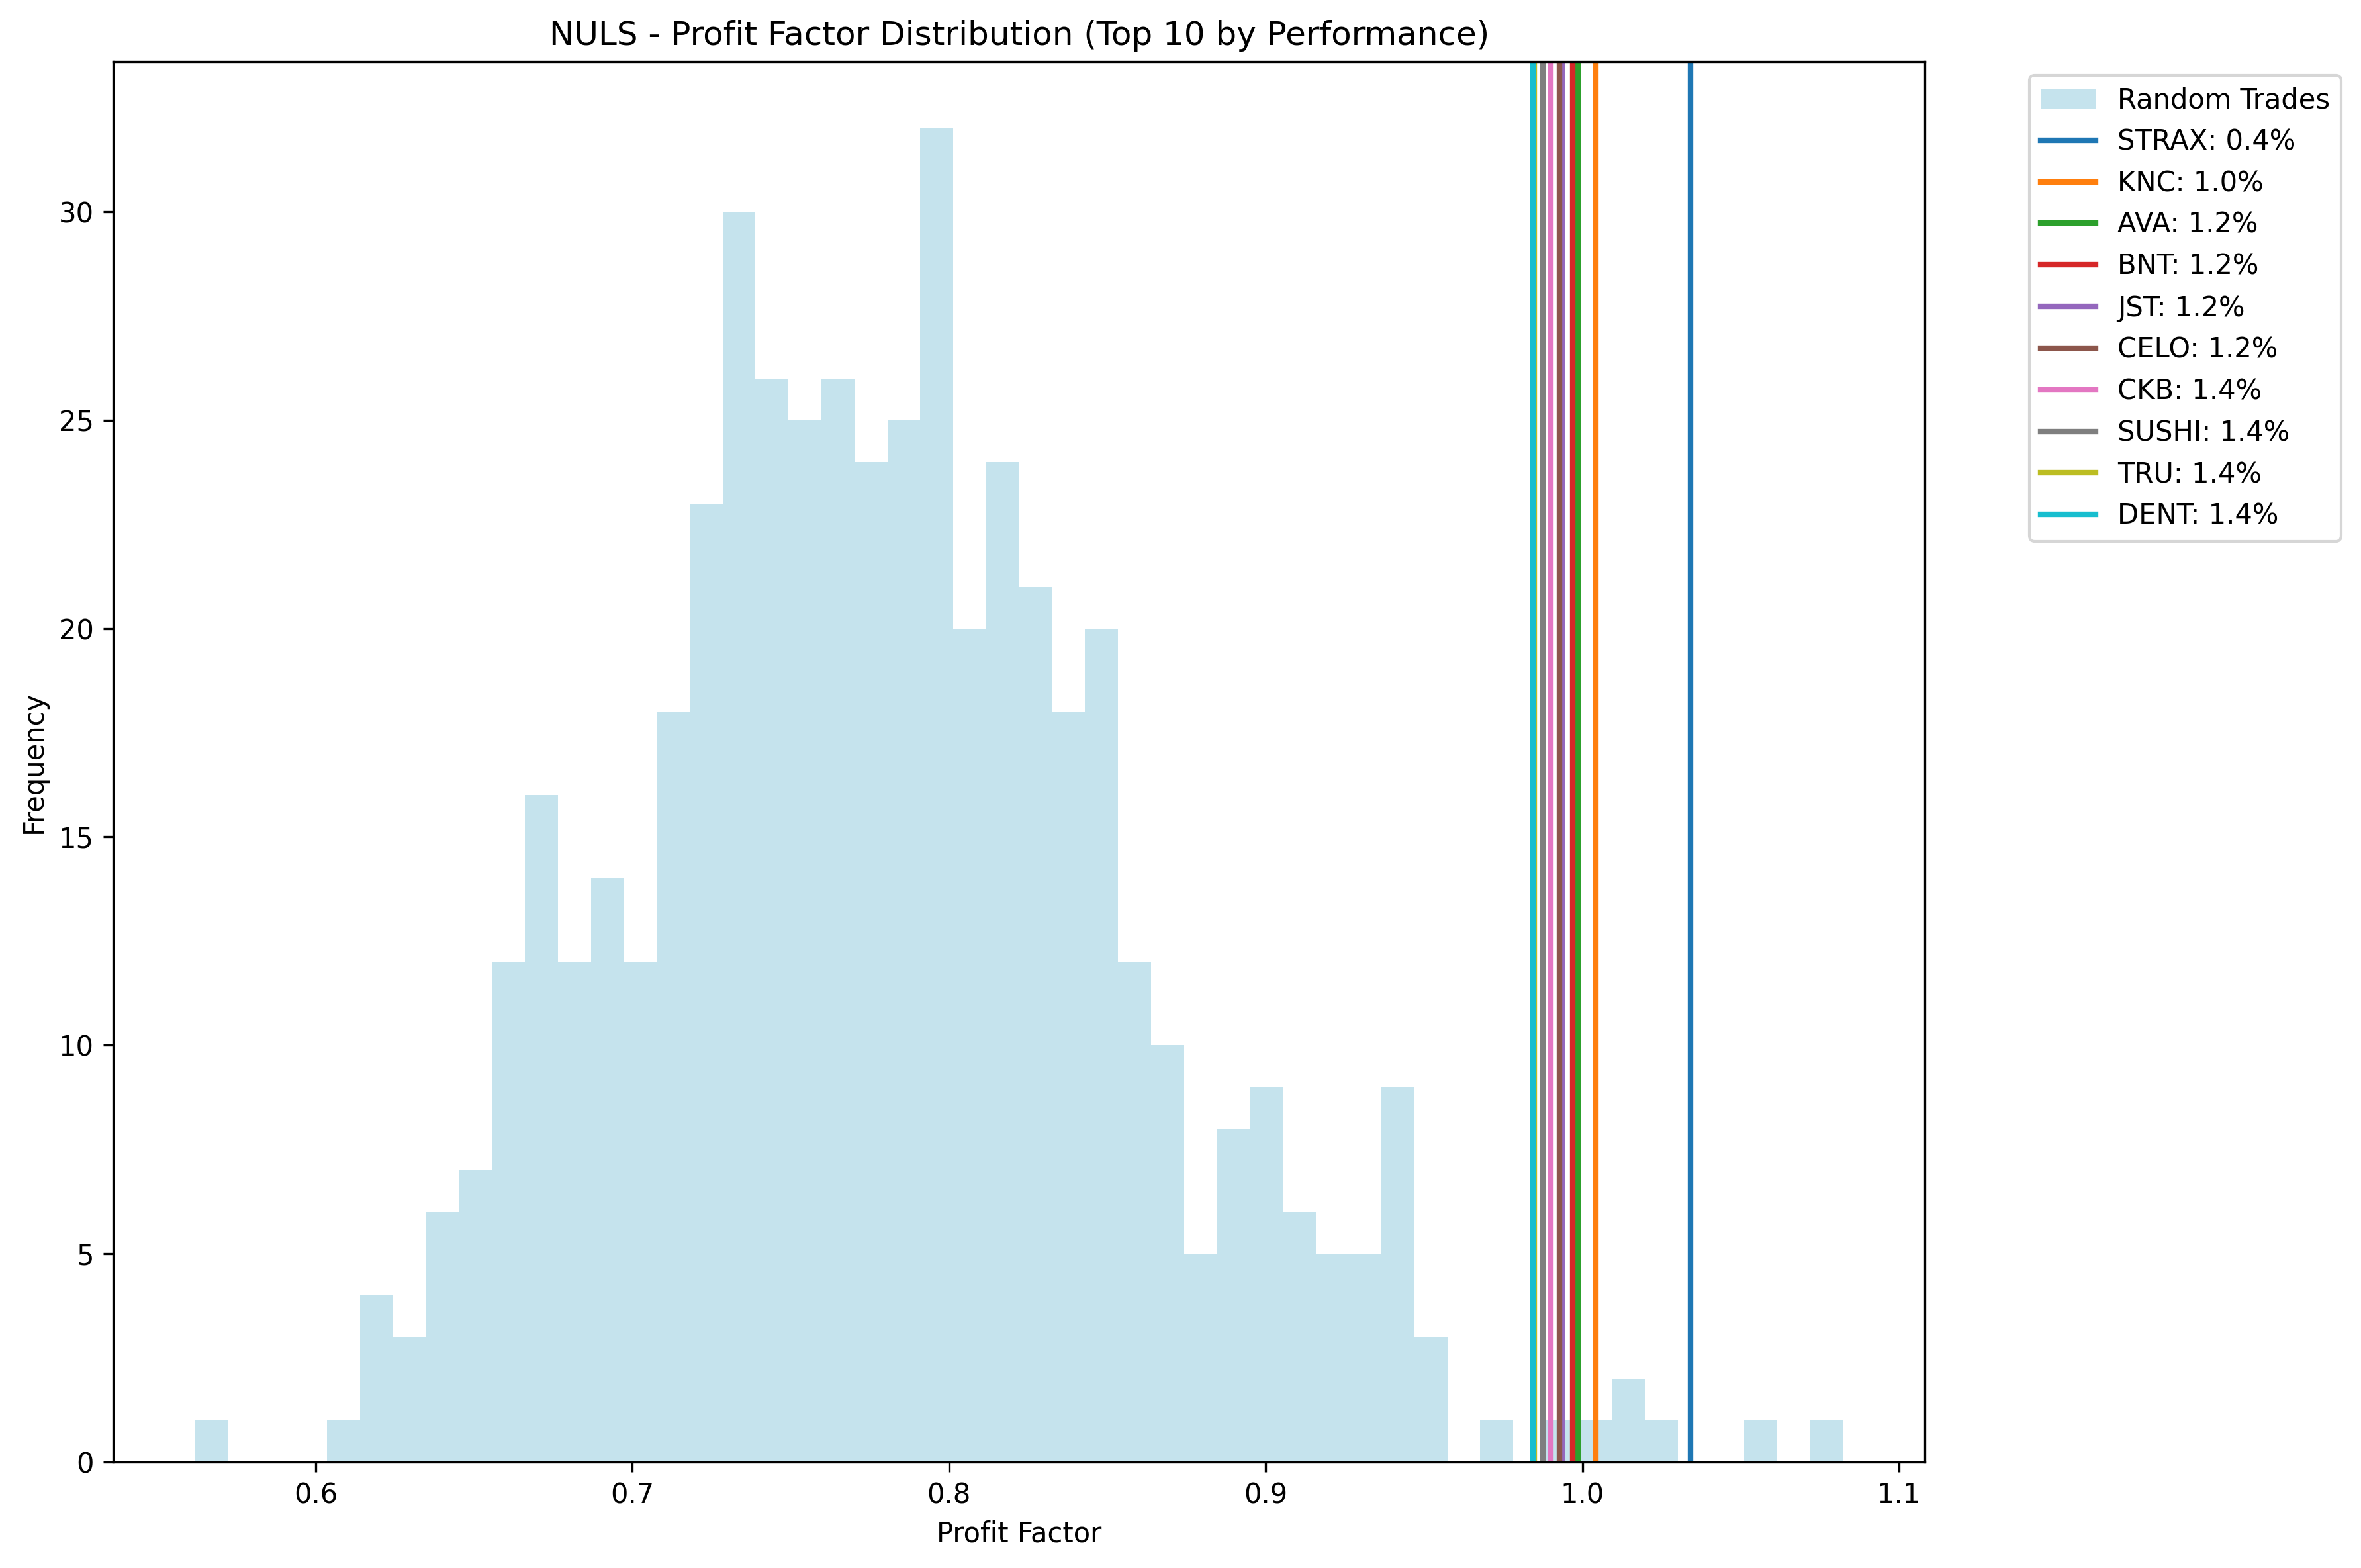 NULS - Profit Factor Distribution (Top 10 by Performance)
Random Trades
STRAX: 0.4%
KNC: 1.0%
AVA: 1.2%
BNT: 1.2%
JST: 1.2%
CELO: 1.2%
CKB: 1.4%
SUSHI: 1.4%
TRU: 1.4%
DENT: 1.4%
Frequency
30
25
20
15
10
5
0
0.6 0.7 0.8 0.9 1.0 1.1
Profit Factor